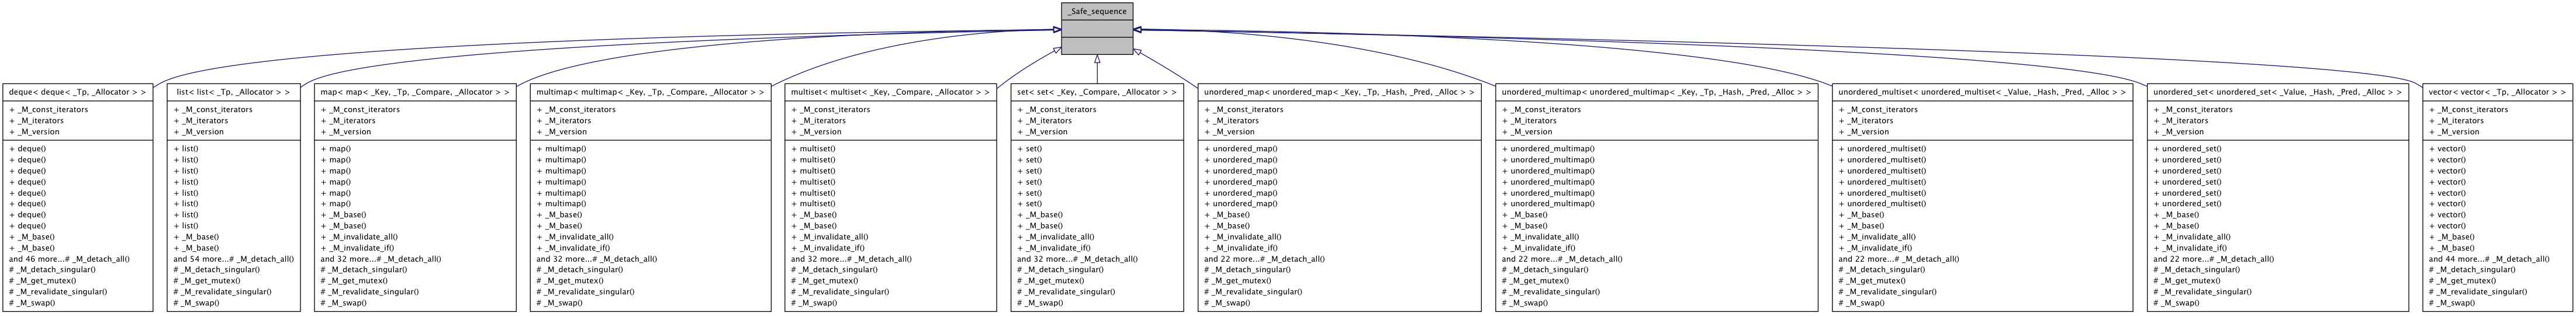 _Safe_sequence
deque< deque< _Tp, _Allocator > >
+ _M_const_iterators
+ _M_iterators
+ _M_version
+ deque()
+ deque()
+ deque()
+ deque()
+ deque()
+ deque()
+ deque()
+ deque()
+ _M_base()
+ _M_base()
and 46 more...# _M_detach_all()
# _M_detach_singular()
# _M_get_mutex()
# _M_revalidate_singular()
# _M_swap()
list< list< _Tp, _Allocator > >
+ _M_const_iterators
+ _M_iterators
+ _M_version
+ list()
+ list()
+ list()
+ list()
+ list()
+ list()
+ list()
+ list()
+ _M_base()
+ _M_base()
and 54 more...# _M_detach_all()
# _M_detach_singular()
# _M_get_mutex()
# _M_revalidate_singular()
# _M_swap()
map< map< _Key, _Tp, _Compare, _Allocator > >
+ _M_const_iterators
+ _M_iterators
+ _M_version
+ map()
+ map()
+ map()
+ map()
+ map()
+ map()
+ _M_base()
+ _M_base()
+ _M_invalidate_all()
+ _M_invalidate_if()
and 32 more...# _M_detach_all()
# _M_detach_singular()
# _M_get_mutex()
# _M_revalidate_singular()
# _M_swap()
multimap< multimap< _Key, _Tp, _Compare, _Allocator > >
+ _M_const_iterators
+ _M_iterators
+ _M_version
+ multimap()
+ multimap()
+ multimap()
+ multimap()
+ multimap()
+ multimap()
+ _M_base()
+ _M_base()
+ _M_invalidate_all()
+ _M_invalidate_if()
and 32 more...# _M_detach_all()
# _M_detach_singular()
# _M_get_mutex()
# _M_revalidate_singular()
# _M_swap()
multiset< multiset< _Key, _Compare, _Allocator > >
+ _M_const_iterators
+ _M_iterators
+ _M_version
+ multiset()
+ multiset()
+ multiset()
+ multiset()
+ multiset()
+ multiset()
+ _M_base()
+ _M_base()
+ _M_invalidate_all()
+ _M_invalidate_if()
and 32 more...# _M_detach_all()
# _M_detach_singular()
# _M_get_mutex()
# _M_revalidate_singular()
# _M_swap()
set< set< _Key, _Compare, _Allocator > >
+ _M_const_iterators
+ _M_iterators
+ _M_version
+ set()
+ set()
+ set()
+ set()
+ set()
+ set()
+ _M_base()
+ _M_base()
+ _M_invalidate_all()
+ _M_invalidate_if()
and 32 more...# _M_detach_all()
# _M_detach_singular()
# _M_get_mutex()
# _M_revalidate_singular()
# _M_swap()
unordered_map< unordered_map< _Key, _Tp, _Hash, _Pred, _Alloc > >
+ _M_const_iterators
+ _M_iterators
+ _M_version
+ unordered_map()
+ unordered_map()
+ unordered_map()
+ unordered_map()
+ unordered_map()
+ unordered_map()
+ _M_base()
+ _M_base()
+ _M_invalidate_all()
+ _M_invalidate_if()
and 22 more...# _M_detach_all()
# _M_detach_singular()
# _M_get_mutex()
# _M_revalidate_singular()
# _M_swap()
unordered_multimap< unordered_multimap< _Key, _Tp, _Hash, _Pred, _Alloc > >
+ _M_const_iterators
+ _M_iterators
+ _M_version
+ unordered_multimap()
+ unordered_multimap()
+ unordered_multimap()
+ unordered_multimap()
+ unordered_multimap()
+ unordered_multimap()
+ _M_base()
+ _M_base()
+ _M_invalidate_all()
+ _M_invalidate_if()
and 22 more...# _M_detach_all()
# _M_detach_singular()
# _M_get_mutex()
# _M_revalidate_singular()
# _M_swap()
unordered_multiset< unordered_multiset< _Value, _Hash, _Pred, _Alloc > >
+ _M_const_iterators
+ _M_iterators
+ _M_version
+ unordered_multiset()
+ unordered_multiset()
+ unordered_multiset()
+ unordered_multiset()
+ unordered_multiset()
+ unordered_multiset()
+ _M_base()
+ _M_base()
+ _M_invalidate_all()
+ _M_invalidate_if()
and 22 more...# _M_detach_all()
# _M_detach_singular()
# _M_get_mutex()
# _M_revalidate_singular()
# _M_swap()
unordered_set< unordered_set< _Value, _Hash, _Pred, _Alloc > >
+ _M_const_iterators
+ _M_iterators
+ _M_version
+ unordered_set()
+ unordered_set()
+ unordered_set()
+ unordered_set()
+ unordered_set()
+ unordered_set()
+ _M_base()
+ _M_base()
+ _M_invalidate_all()
+ _M_invalidate_if()
and 22 more...# _M_detach_all()
# _M_detach_singular()
# _M_get_mutex()
# _M_revalidate_singular()
# _M_swap()
vector< vector< _Tp, _Allocator > >
+ _M_const_iterators
+ _M_iterators
+ _M_version
+ vector()
+ vector()
+ vector()
+ vector()
+ vector()
+ vector()
+ vector()
+ vector()
+ _M_base()
+ _M_base()
and 44 more...# _M_detach_all()
# _M_detach_singular()
# _M_get_mutex()
# _M_revalidate_singular()
# _M_swap()